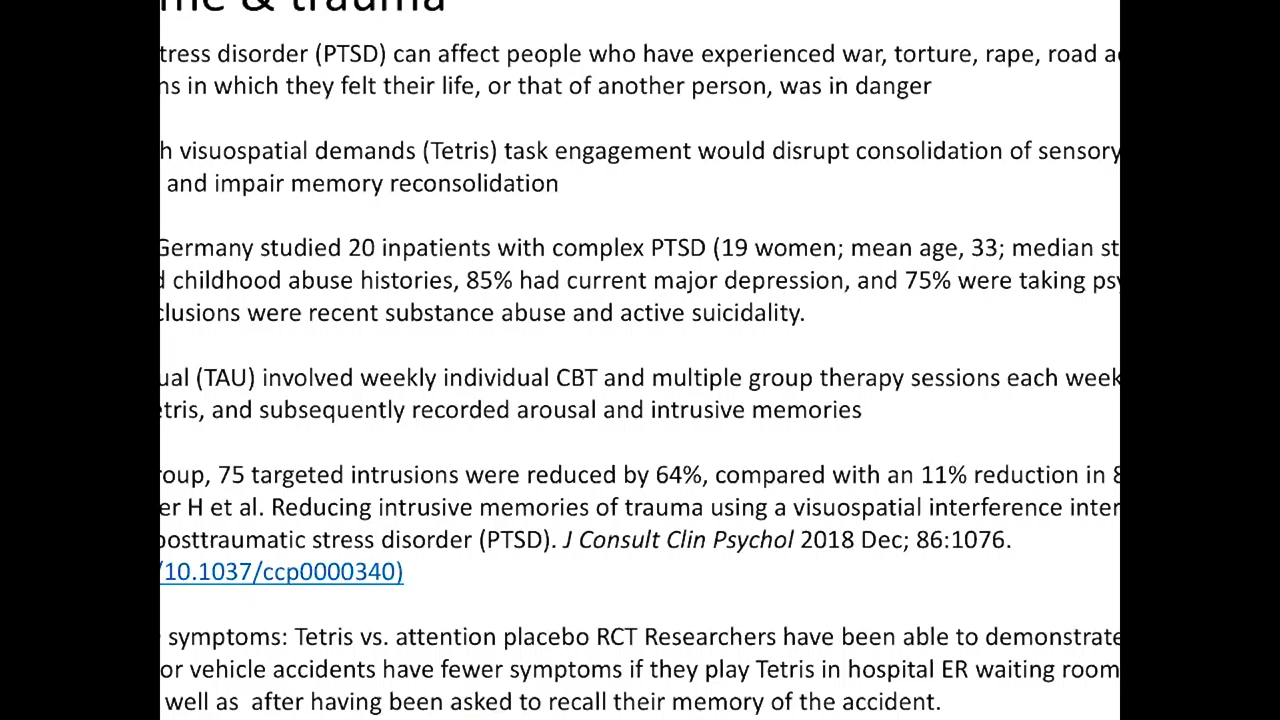 me & trauma
tress disorder (PTSD) can affect people who have experienced war, torture, rape, road a
ns in which they felt their life, or that of another person, was in danger
h visuospatial demands (Tetris) task engagement would disrupt consolidation of sensory
and impair memory reconsolidation
Germany studied 20 inpatients with complex PTSD (19 women; mean age, 33; median st
d childhood abuse histories, 85% had current major depression, and 75% were taking psy
clusions were recent substance abuse and active suicidality.
ual (TAU) involved weekly individual CBT and multiple group therapy sessions each week
etris, and subsequently recorded arousal and intrusive memories
roup, 75 targeted intrusions were reduced by 64%, compared with an 11% reduction in 8
er H et al. Reducing intrusive memories of trauma using a visuospatial interference inter
posttraumatic stress disorder (PTSD). J Consult Clin Psychol 2018 Dec; 86:1076.
/10.1037/ccp0000340)
symptoms: Tetris vs. attention placebo RCT Researchers have been able to demonstrate
or vehicle accidents have fewer symptoms if they play Tetris in hospital ER waiting room
well as after having been asked to recall their memory of the accident.